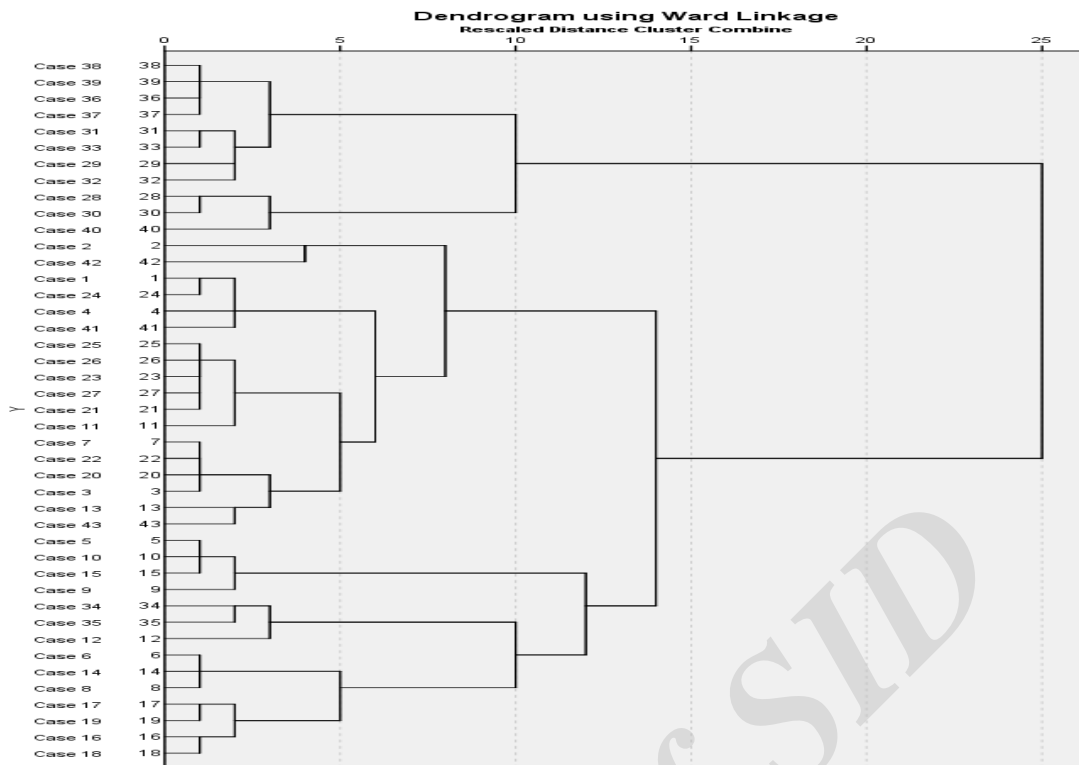 Dendrogram using Ward Linkage
Rescaled Distance Cluster Combine
0 5 10 15 20 25
Case 38 38
Case 39 39
Case 36 36
Case 37 37
Case 31 31
Case 33 33
Case 29 29
Case 32 32
Case 28 28
Case 30 30
Case 40 40
Case 2 2
Case 42 42
Case 1 1
Case 24 24
Case 4 4
Case 41 41
Case 25 25
Case 26 26
Case 23 23
Case 27 27
Y
Case 21 21
Case 11 11
Case 7 7
Case 22 22
Case 20 20
Case 3 3
Case 13 13
Case 43 43
Case 5 5
Case 10 10
Case 15 15
Case 9 9
Case 34 34
Case 35 35
Case 12 12
Case 6 6
Case 14 14
Case 8 8
Case 17 17
Case 19 19
Case 16 16
Case 18 18
SID